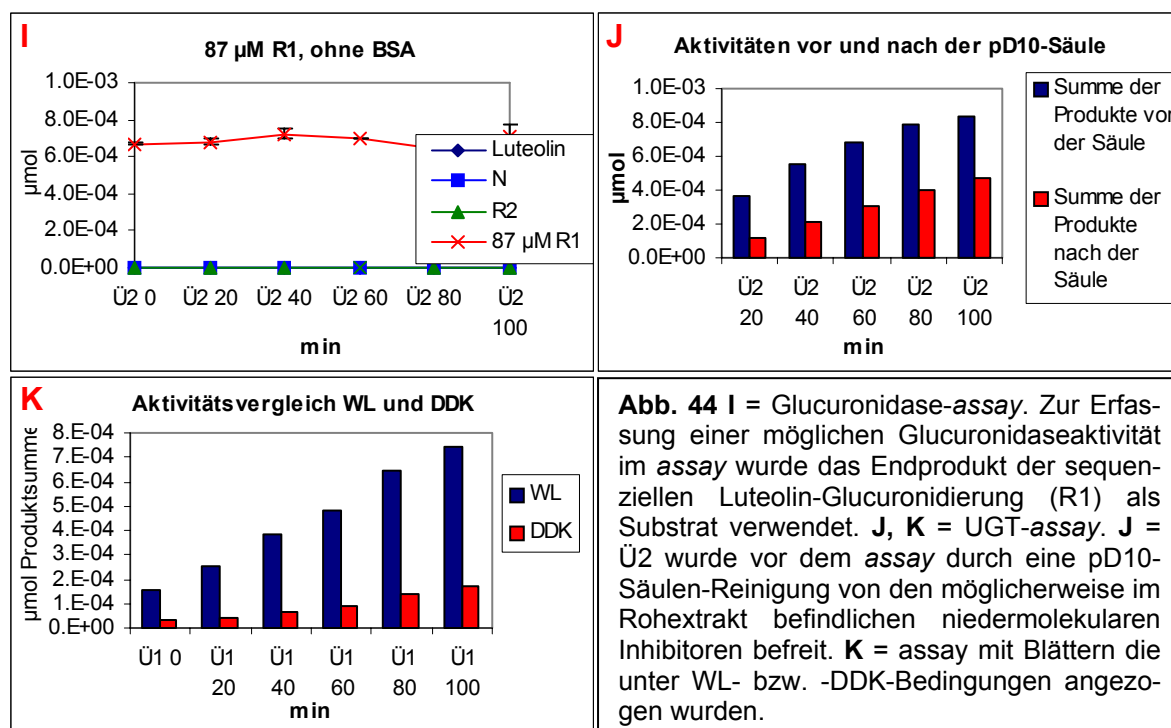 I
87 µM R1, ohne BSA
1.0E-03
8.0E-04
6.0E-04
4.0E-04
2.0E-04
0.0E+00
µmol
Luteolin
N
R2
87 µM R1
Ü2 0 Ü2 20 Ü2 40 Ü2 60 Ü2 80 Ü2
100
min
J
Aktivitäten vor und nach der pD10-Säule
1.0E-03
8.0E-04
6.0E-04
4.0E-04
2.0E-04
0.0E+00
µmol
Summe der
Produkte vor
der Säule
Summe der
Produkte
nach der
Säule
Ü2 Ü2 Ü2 Ü2 Ü2
20 40 60 80 100
min
K
Aktivitätsvergleich WL und DDK
8.E-04
7.E-04
6.E-04
5.E-04
4.E-04
3.E-04
2.E-04
1.E-04
0.E+00
µmol Produktsumme
WL
DDK
Ü1 0 Ü1 Ü1 Ü1 Ü1 Ü1
20 40 60 80 100
min
Abb. 44 I = Glucuronidase-assay. Zur Erfas-
sung einer möglichen Glucuronidaseaktivität
im assay wurde das Endprodukt der sequen-
ziellen Luteolin-Glucuronidierung (R1) als
Substrat verwendet. J, K = UGT-assay. J =
Ü2 wurde vor dem assay durch eine pD10-
Säulen-Reinigung von den möglicherweise im
Rohextrakt befindlichen niedermolekularen
Inhibitoren befreit. K = assay mit Blättern die
unter WL- bzw. -DDK-Bedingungen angezo-
gen wurden.